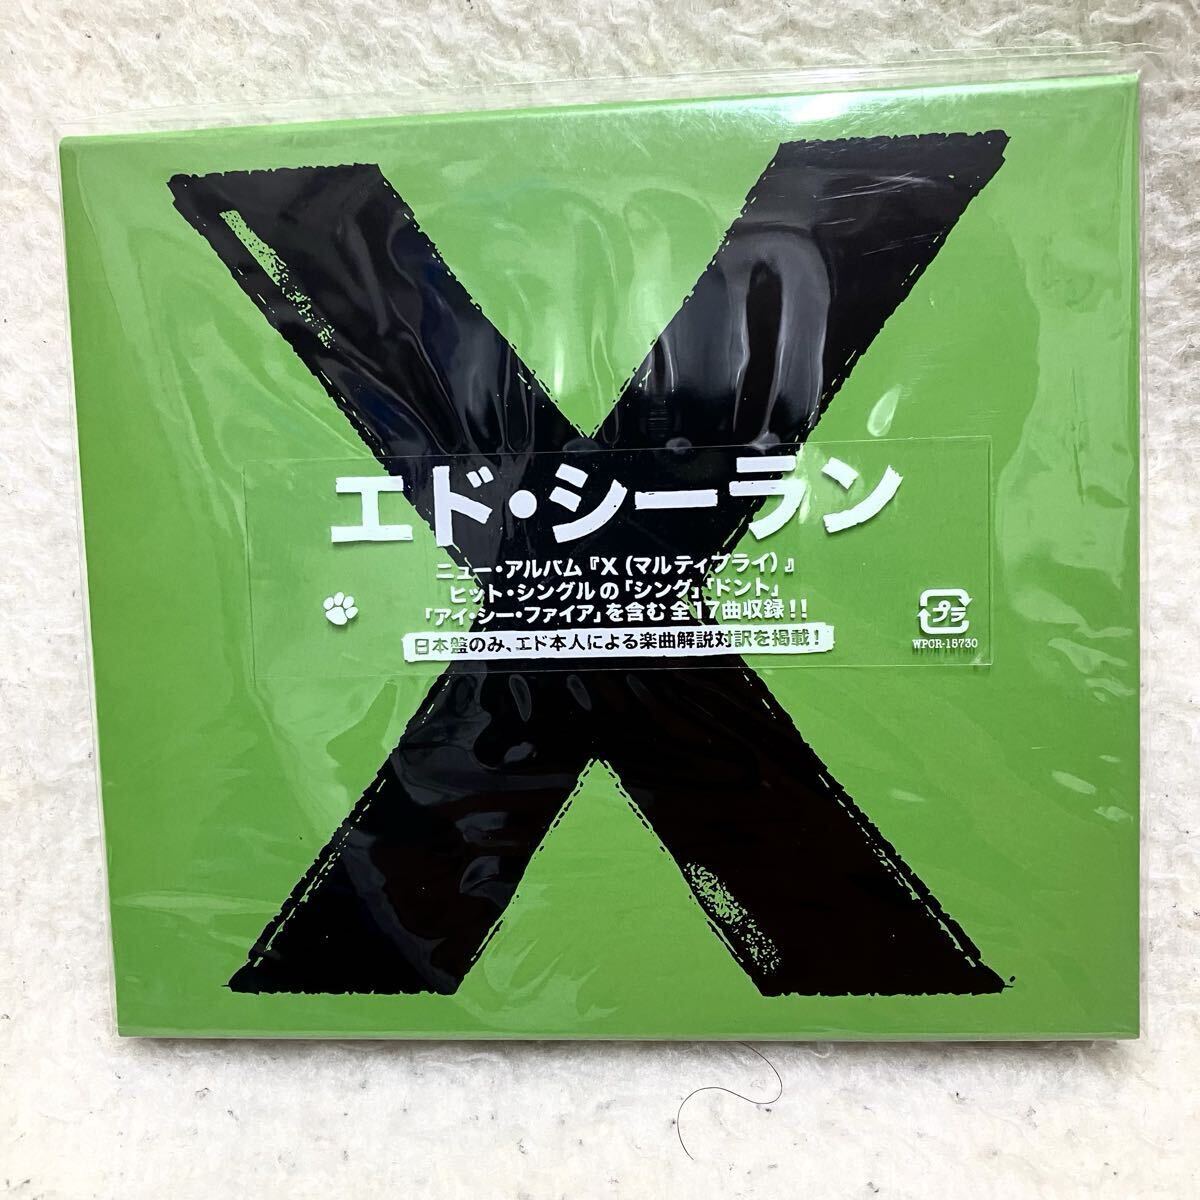 X
エド・シーラン
ニュー・アルバム『X（マルティプライ）』
ヒット・シングルの「シング」「ドント」
「アイ・シー・ファイア」を含む全17曲収録!!
日本盤のみ、エド本人による楽曲解説対訳を掲載!
プラ
WPCR-15730